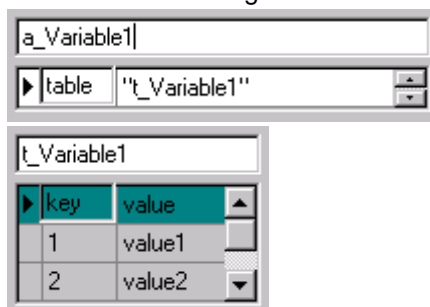 a_Variable1
table "t_Variable1"
t_Variable1
key value
1 value1
2 value2